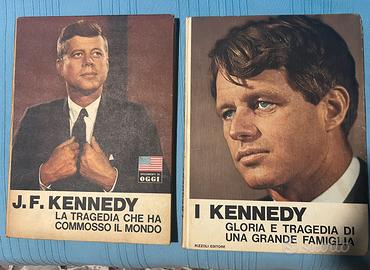 J.F. KENNEDY
LA TRAGEDIA CHE HA
COMMOSSO IL MONDO
OGGI
I KENNEDY
GLORIA E TRAGEDIA DI
UNA GRANDE FAMIGLIA
RIZZOLI EDITORE